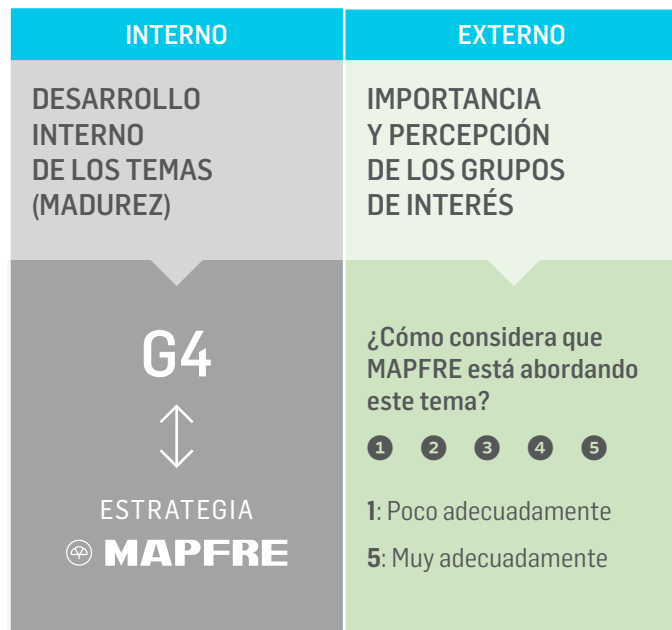 INTERNO
DESARROLLO
INTERNO
DE LOS TEMAS
(MADUREZ)
G4
ESTRATEGIA
MAPFRE
EXTERNO
IMPORTANCIA
Y PERCEPCIÓN
DE LOS GRUPOS
DE INTERÉS
¿Cómo considera que
MAPFRE está abordando
este tema?
1 2 3 4 5
1: Poco adecuadamente
5: Muy adecuadamente